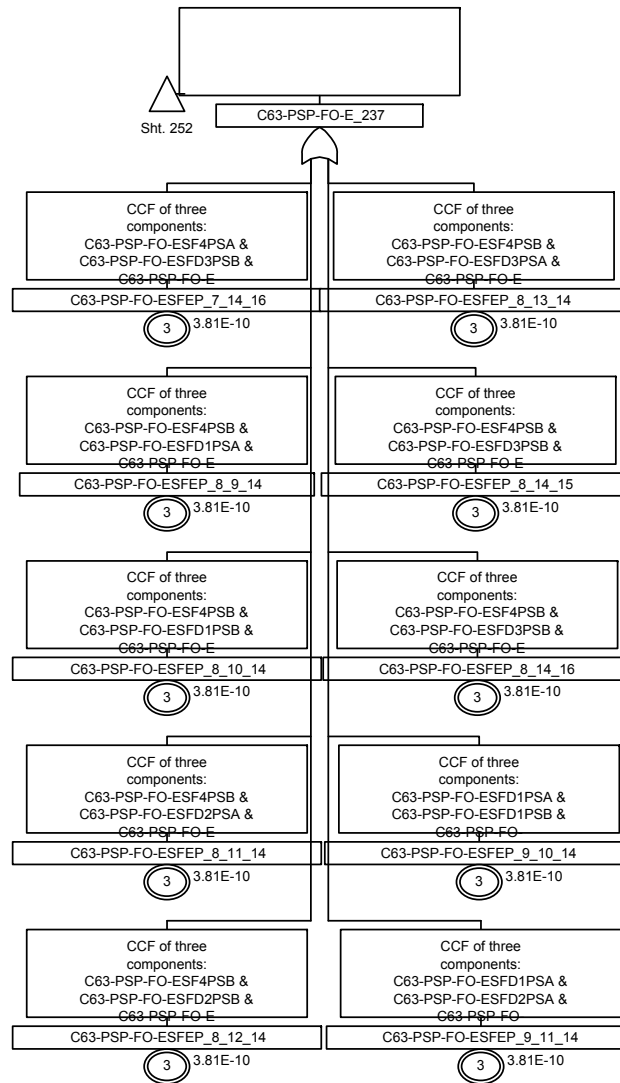 Sht. 252
C63-PSP-FO-E_237
CCF of three
components:
C63-PSP-FO-ESF4PSA &
C63-PSP-FO-ESFD3PSB &
C63-PSP-FO-E
C63-PSP-FO-ESFEP_7_14_16
3
3.81E-10
CCF of three
components:
C63-PSP-FO-ESF4PSB &
C63-PSP-FO-ESFD3PSA &
C63-PSP-FO-E
C63-PSP-FO-ESFEP_8_13_14
3
3.81E-10
CCF of three
components:
C63-PSP-FO-ESF4PSB &
C63-PSP-FO-ESFD1PSA &
C63-PSP-FO-E
C63-PSP-FO-ESFEP_8_9_14
3
3.81E-10
CCF of three
components:
C63-PSP-FO-ESF4PSB &
C63-PSP-FO-ESFD3PSB &
C63-PSP-FO-E
C63-PSP-FO-ESFEP_8_14_15
3
3.81E-10
CCF of three
components:
C63-PSP-FO-ESF4PSB &
C63-PSP-FO-ESFD1PSB &
C63-PSP-FO-E
C63-PSP-FO-ESFEP_8_10_14
3
3.81E-10
CCF of three
components:
C63-PSP-FO-ESF4PSB &
C63-PSP-FO-ESFD3PSB &
C63-PSP-FO-E
C63-PSP-FO-ESFEP_8_14_16
3
3.81E-10
CCF of three
components:
C63-PSP-FO-ESF4PSB &
C63-PSP-FO-ESFD2PSA &
C63-PSP-FO-E
C63-PSP-FO-ESFEP_8_11_14
3
3.81E-10
CCF of three
components:
C63-PSP-FO-ESFD1PSA &
C63-PSP-FO-ESFD1PSB &
C63-PSP-FO-
C63-PSP-FO-ESFEP_9_10_14
3
3.81E-10
CCF of three
components:
C63-PSP-FO-ESF4PSB &
C63-PSP-FO-ESFD2PSB &
C63-PSP-FO-E
C63-PSP-FO-ESFEP_8_12_14
3
3.81E-10
CCF of three
components:
C63-PSP-FO-ESFD1PSA &
C63-PSP-FO-ESFD2PSA &
C63-PSP-FO-
C63-PSP-FO-ESFEP_9_11_14
3
3.81E-10